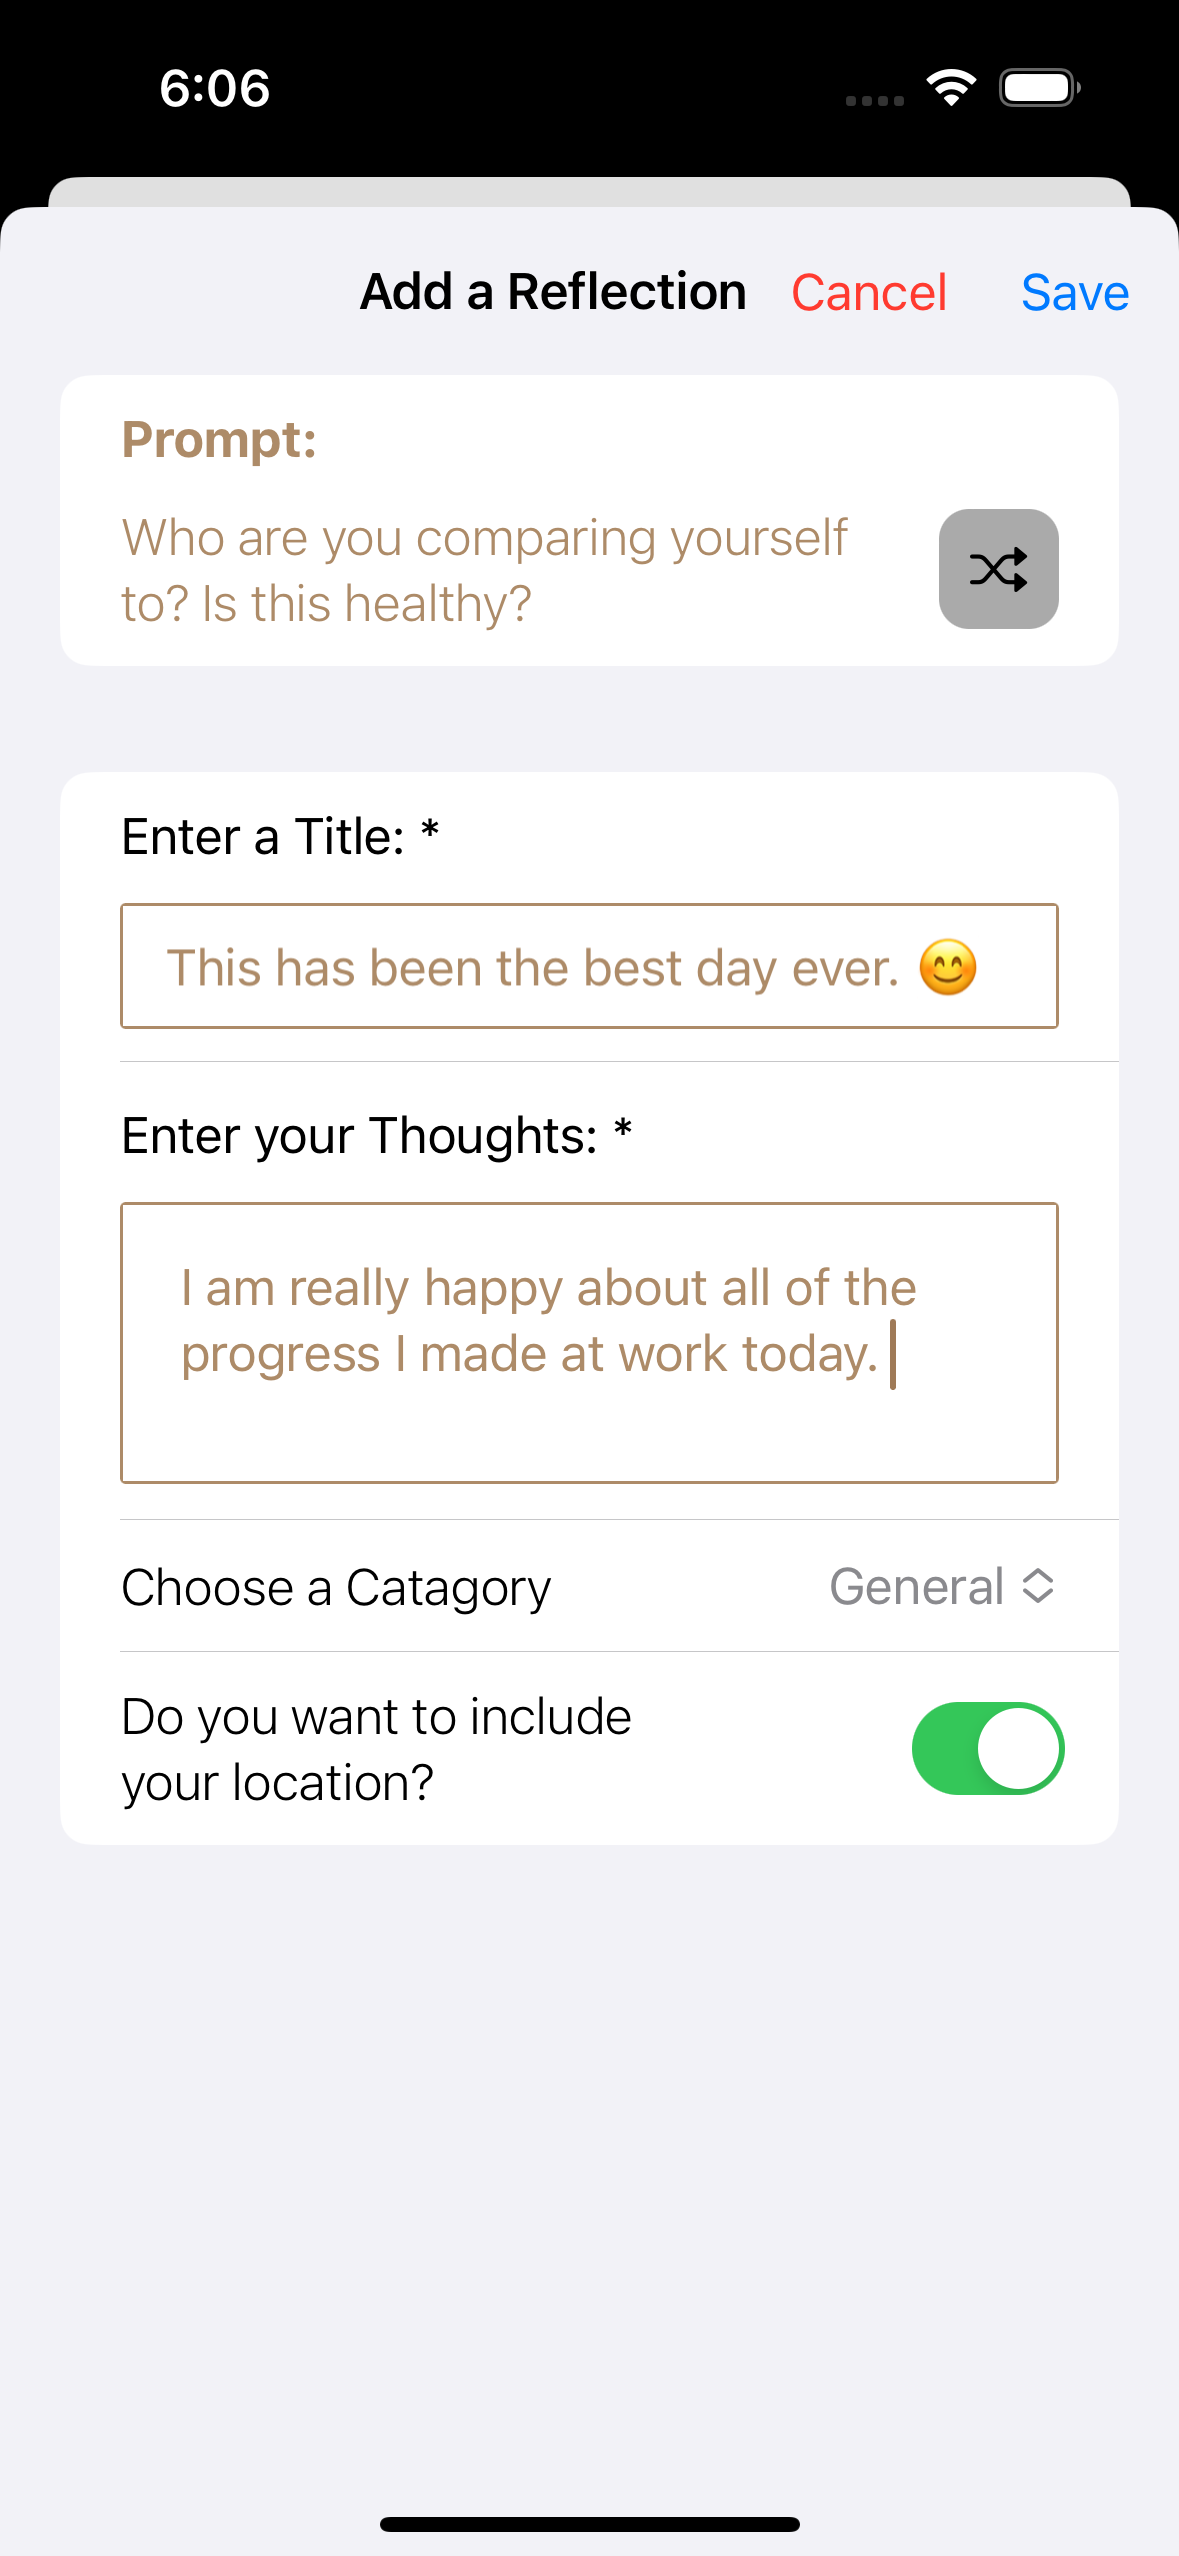 6:06
Add a Reflection Cancel Save
Prompt:
Who are you comparing yourself
to? Is this healthy?
Enter a Title: *
This has been the best day ever. 😊
Enter your Thoughts: *
I am really happy about all of the
progress I made at work today.
Choose a Catagory General
Do you want to include
your location?